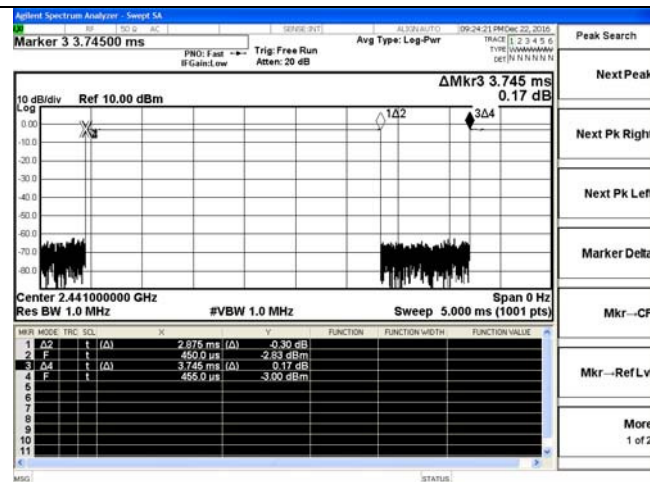 Agilent Spectrum Analyzer - Swept SA
RF 50 Ω AC SENSE:INT ALIGN AUTO 09:24:21 PM Dec 22, 2016
Marker 3 3.74500 ms
PNO: Fast
IFGain:Low
Trig: Free Run
Atten: 20 dB
Avg Type: Log-Pwr
TRACE 1 2 3 4 5 6
TYPE WWWWWW
DET N N N N N N
ΔMkr3 3.745 ms
0.17 dB
10 dB/div Ref 10.00 dBm
Log
0.00
-10.0
-20.0
-30.0
-40.0
-50.0
-60.0
-70.0
-80.0
1Δ2
3Δ4
Center 2.441000000 GHz Span 0 Hz
Res BW 1.0 MHz #VBW 1.0 MHz Sweep 5.000 ms (1001 pts)
MKR MODE TRC SCL X Y FUNCTION FUNCTION WIDTH FUNCTION VALUE
1 Δ2 t (Δ) 2.875 ms (Δ) -0.30 dB
2 F t 450.0 µs -2.83 dBm
3 Δ4 t (Δ) 3.745 ms (Δ) 0.17 dB
4 F t 455.0 µs -3.00 dBm
5
6
7
8
9
10
11
MSG STATUS
Peak Search
Next Peak
Next Pk Right
Next Pk Left
Marker Delta
Mkr→CF
Mkr→Ref Lv
More
1 of 2